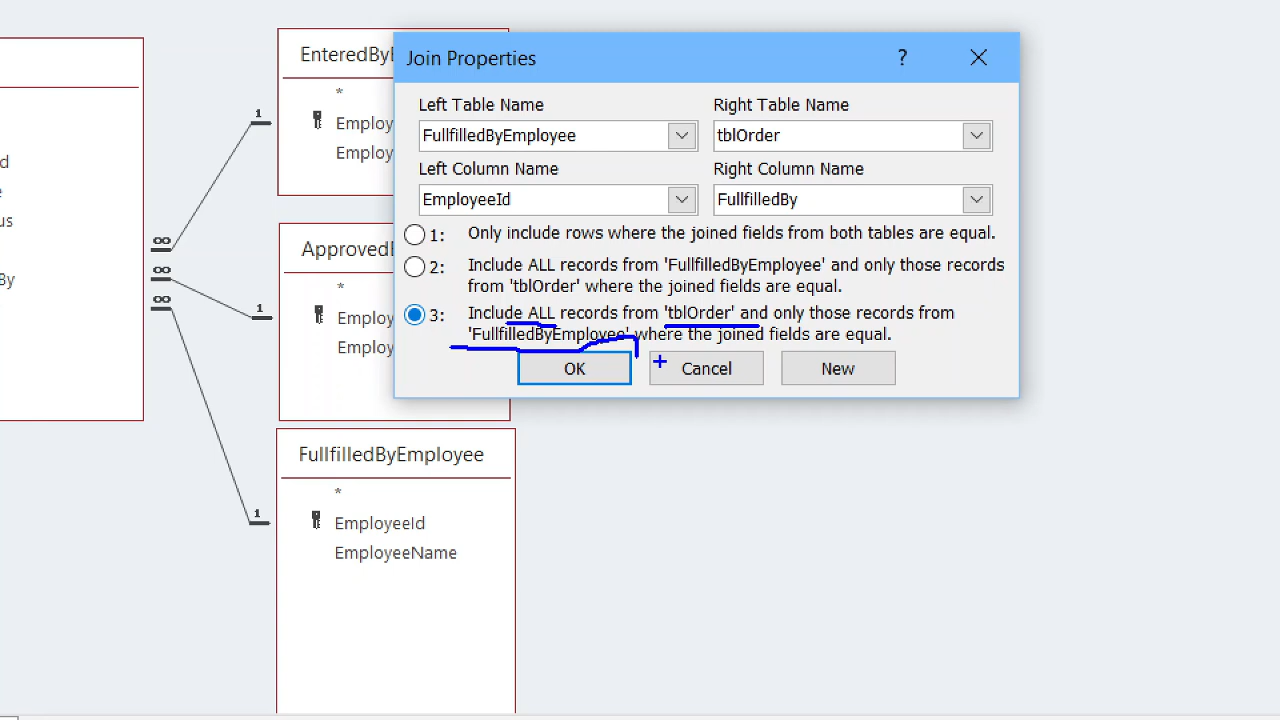 EnteredByE
Join Properties
?
*
Employ
Employ
Left Table Name
Right Table Name
FullfilledByEmployee
tblOrder
Left Column Name
Right Column Name
EmployeeId
FullfilledBy
1: Only include rows where the joined fields from both tables are equal.
2: Include ALL records from 'FullfilledByEmployee' and only those records
from 'tblOrder' where the joined fields are equal.
3: Include ALL records from 'tblOrder' and only those records from
'FullfilledByEmployee' where the joined fields are equal.
OK
Cancel
New
d
us
By
1
∞
∞
∞
1
1
ApprovedB
*
Employ
Employ
FullfilledByEmployee
*
EmployeeId
EmployeeName